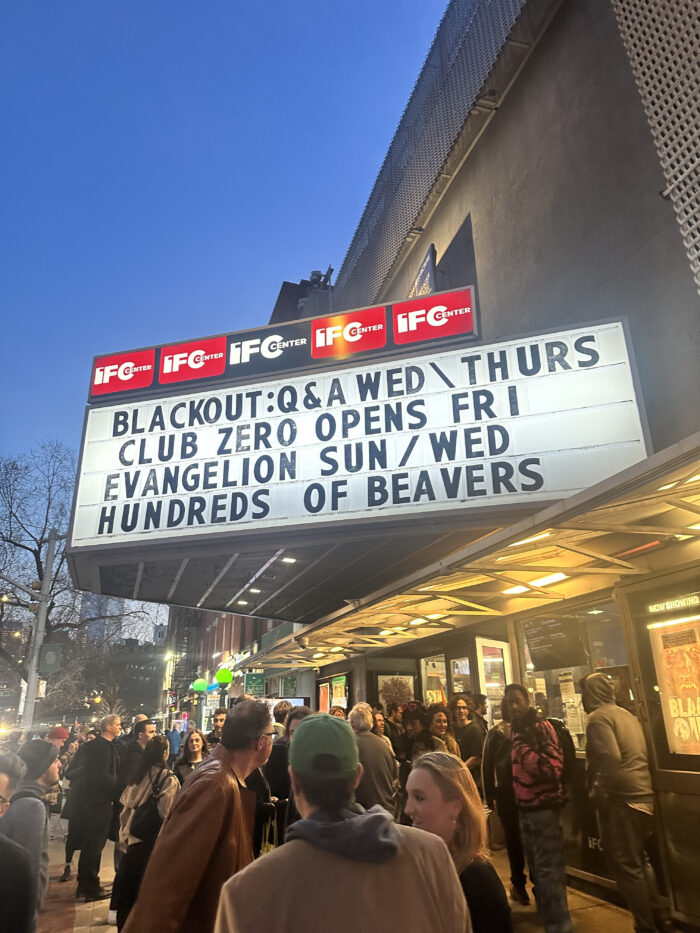 IFC CENTER IFC CENTER IFC CENTER IFC CENTER IFC CENTER
BLACKOUT:Q&A WED\THURS
CLUB ZERO OPENS FRI
EVANGELION SUN/WED
HUNDREDS OF BEAVERS
NOW SHOWING
IFC